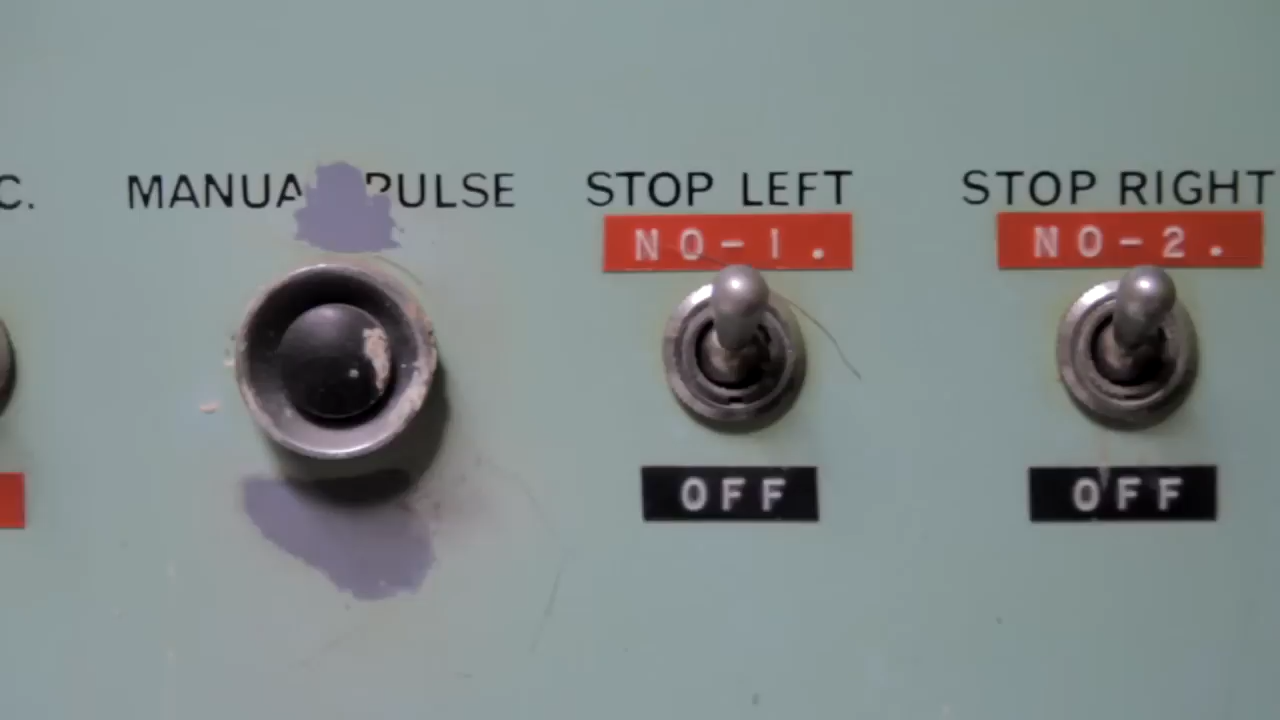 C.
MANUA PULSE
STOP LEFT
STOP RIGHT
NO-1.
NO-2.
OFF
OFF